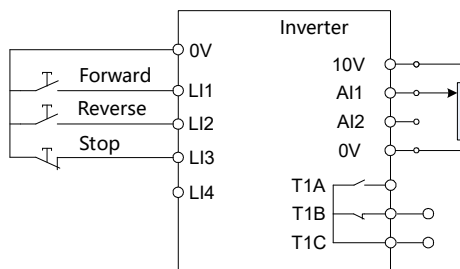 Inverter
0V
10V
Forward
LI1
AI1
Reverse
LI2
AI2
Stop
LI3
0V
LI4
T1A
T1B
T1C